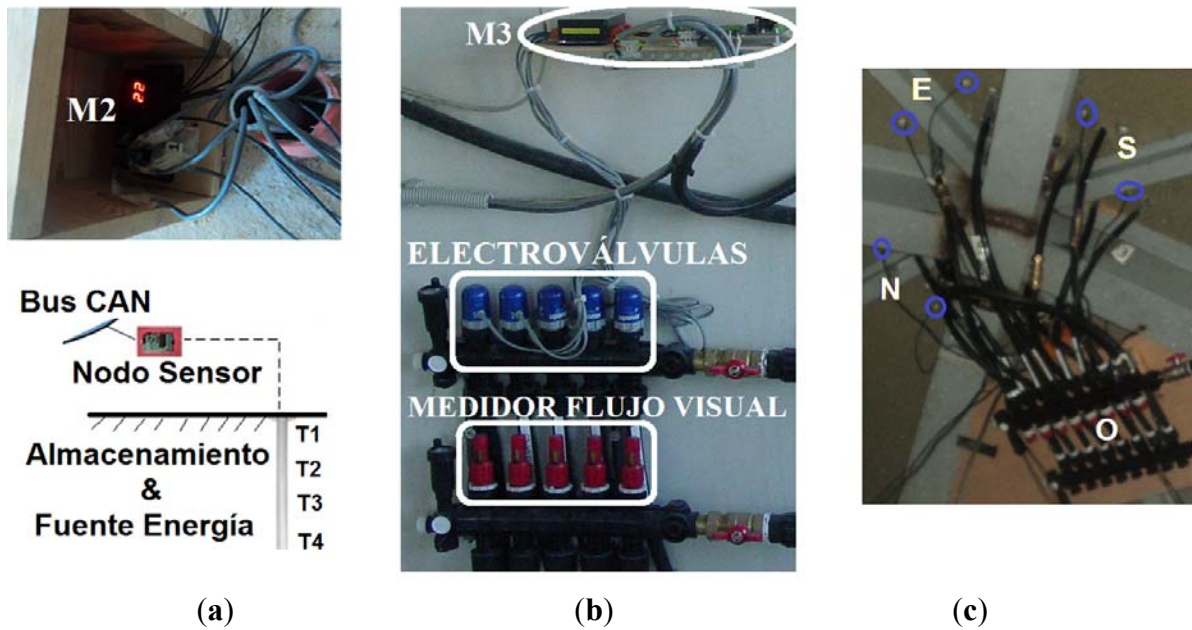 M2
22
Bus CAN
Nodo Sensor
Almacenamiento
&
Fuente Energía
T1
T2
T3
T4
(a)
M3
ELECTROVÁLVULAS
MEDIDOR FLUJO VISUAL
(b)
E
S
N
O
(c)